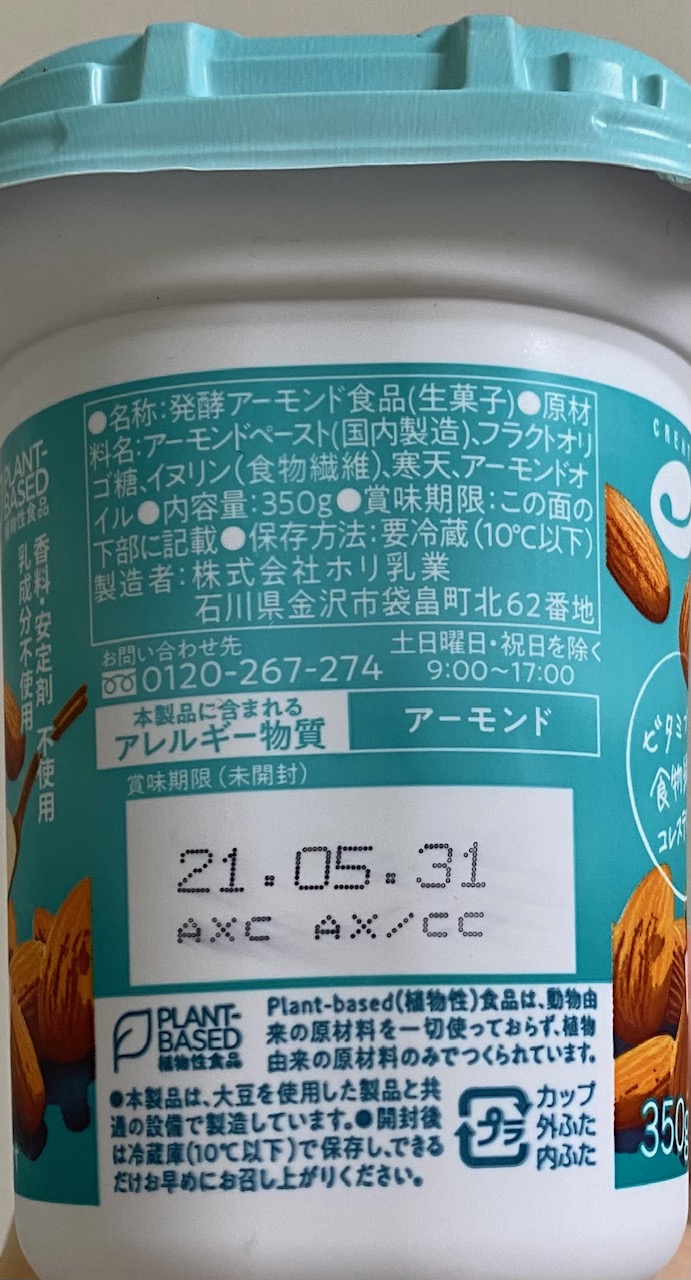 ●名称:発酵アーモンド食品(生菓子)●原材
料名:アーモンドペースト(国内製造)、フラクトオリ
ゴ糖、イヌリン(食物繊維)、寒天、アーモンドオ
イル●内容量:350g●賞味期限:この面の
下部に記載●保存方法:要冷蔵(10℃以下)
製造者:株式会社ホリ乳業
石川県金沢市袋畠町北62番地
お問い合わせ先 土日曜日・祝日を除く
0120-267-274 9:00~17:00
本製品に含まれる
アレルギー物質
アーモンド
賞味期限(未開封)
21.05.31
AXC AX/CC
PLANT-
BASED
植物性食品
Plant-based(植物性)食品は、動物由
来の原材料を一切使っておらず、植物
由来の原材料のみでつくられています。
●本製品は、大豆を使用した製品と共
通の設備で製造しています。●開封後
は冷蔵庫(10℃以下)で保存し、できる
だけお早めにお召し上がりください。
プラ
カップ
外ふた
内ふた
PLANT-
BASED
植物性食品
香料・安定剤 不使用
乳成分不使用
350g